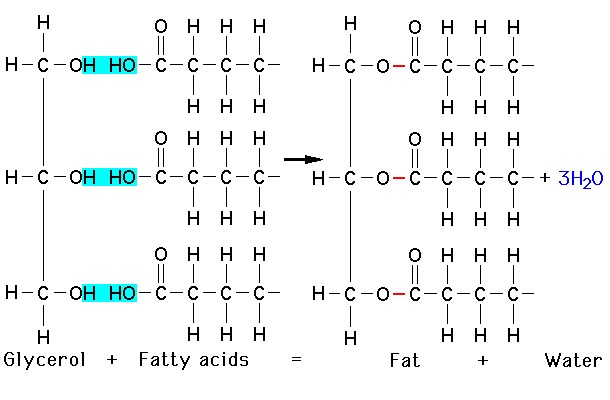 H O H H H H O H H H
H–C–OH HO–C–C–C–C– H–C–O–C–C–C–C–
H H H H H H
O H H H O H H H
H–C–OH HO–C–C–C–C– H–C–O–C–C–C–C– + 3H₂O
H H H H H H
O H H H O H H H
H–C–OH HO–C–C–C–C– H–C–O–C–C–C–C–
H H H H H H H H
Glycerol + Fatty acids = Fat + Water